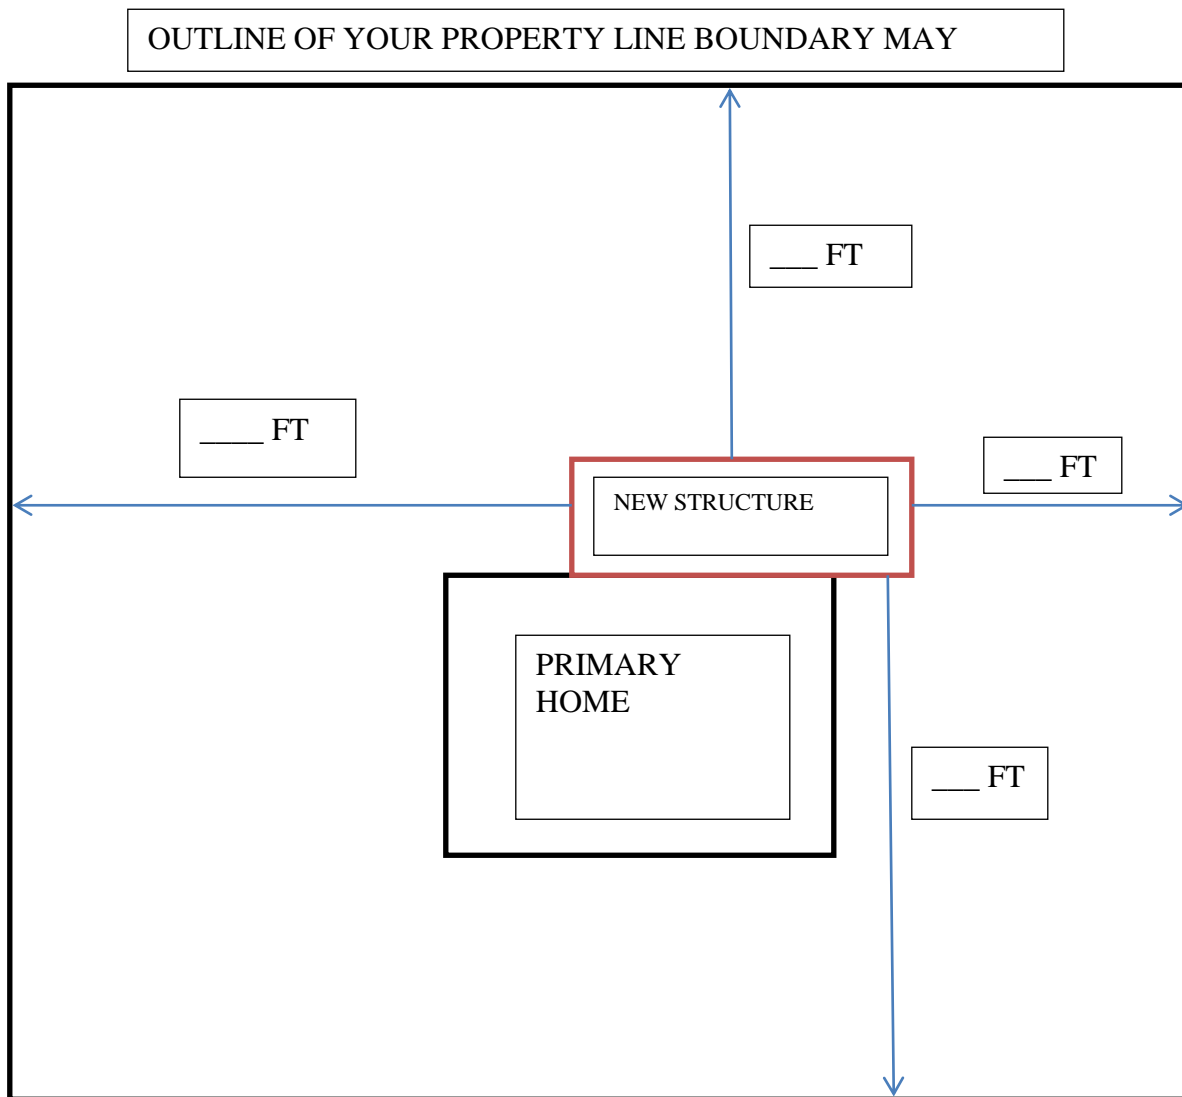 OUTLINE OF YOUR PROPERTY LINE BOUNDARY MAY
___ FT
____ FT
___ FT
NEW STRUCTURE
PRIMARY
HOME
___ FT